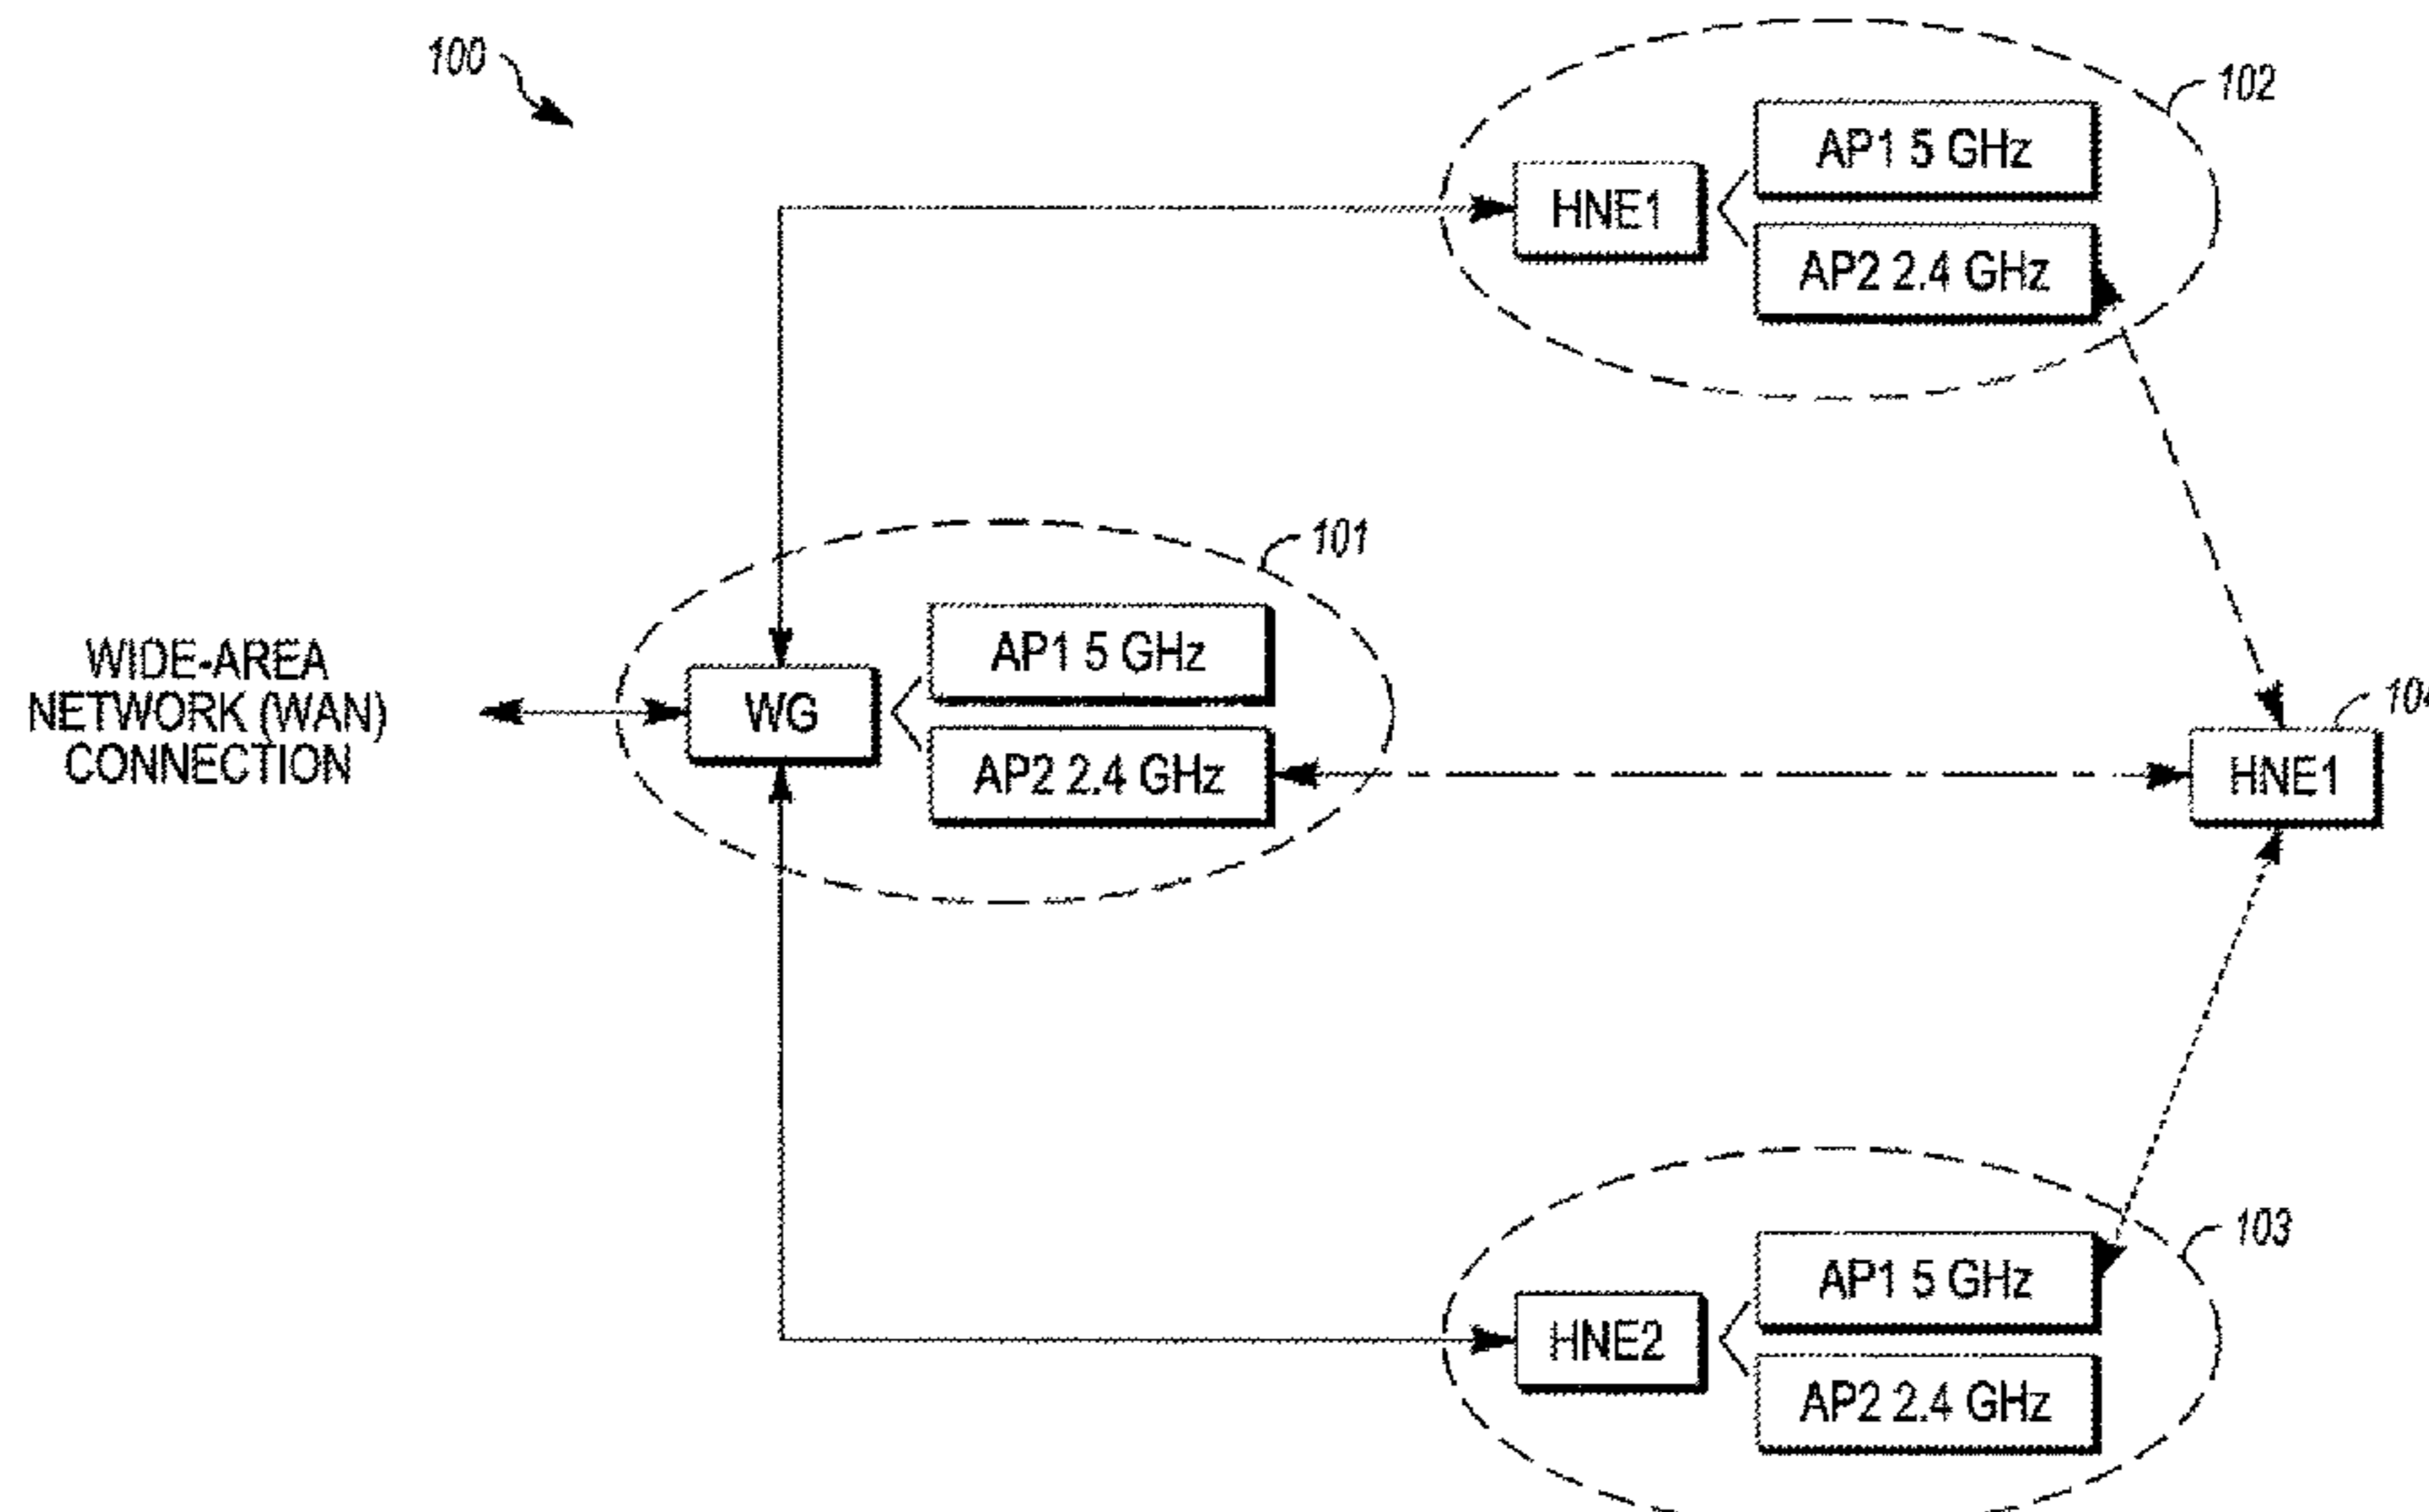 100
102
AP1 5 GHz
HNE1
AP2 2.4 GHz
101
AP1 5 GHz
WIDE-AREA
NETWORK (WAN)
CONNECTION
WG
AP2 2.4 GHz
104
HNE1
103
AP1 5 GHz
HNE2
AP2 2.4 GHz